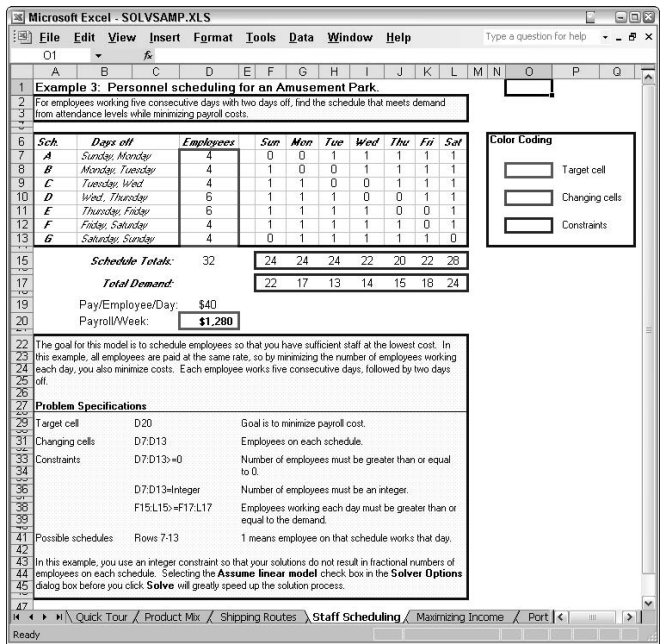 Microsoft Excel - SOLVSAMP.XLS
File Edit View Insert Format Tools Data Window Help Type a question for help
O1 fx
A B C D E F G H I J K L M N O P Q
1 Example 3: Personnel scheduling for an Amusement Park.
2 For employees working five consecutive days with two days off, find the schedule that meets demand
3 from attendance levels while minimizing payroll costs.
6 Sch. Days off Employees Sun Mon Tue Wed Thu Fri Sat Color Coding
7 A Sunday, Monday 4 0 0 1 1 1 1 1
8 B Monday, Tuesday 4 1 0 0 1 1 1 1 Target cell
9 C Tuesday, Wed 4 1 1 0 0 1 1 1
10 D Wed., Thursday 6 1 1 1 0 0 1 1 Changing cells
11 E Thursday, Friday 6 1 1 1 1 0 0 1
12 F Friday, Saturday 4 1 1 1 1 1 0 1 Constraints
13 G Saturday, Sunday 4 0 1 1 1 1 1 0
15 Schedule Totals: 32 24 24 24 22 20 22 28
17 Total Demand: 22 17 13 14 15 18 24
19 Pay/Employee/Day: $40
20 Payroll/Week: $1,280
22 The goal for this model is to schedule employees so that you have sufficient staff at the lowest cost. In
23 this example, all employees are paid at the same rate, so by minimizing the number of employees working
24 each day, you also minimize costs. Each employee works five consecutive days, followed by two days
25 off.
26
27 Problem Specifications
29 Target cell D20 Goal is to minimize payroll cost.
31 Changing cells D7:D13 Employees on each schedule.
33 Constraints D7:D13>=0 Number of employees must be greater than or equal
34 to 0.
36 D7:D13=Integer Number of employees must be an integer.
38 F15:L15>=F17:L17 Employees working each day must be greater than or
39 equal to the demand.
41 Possible schedules Rows 7-13 1 means employee on that schedule works that day.
42
43 In this example, you use an integer constraint so that your solutions do not result in fractional numbers of
44 employees on each schedule. Selecting the Assume linear model check box in the Solver Options
45 dialog box before you click Solve will greatly speed up the solution process.
47
Quick Tour Product Mix Shipping Routes Staff Scheduling Maximizing Income Port
Ready